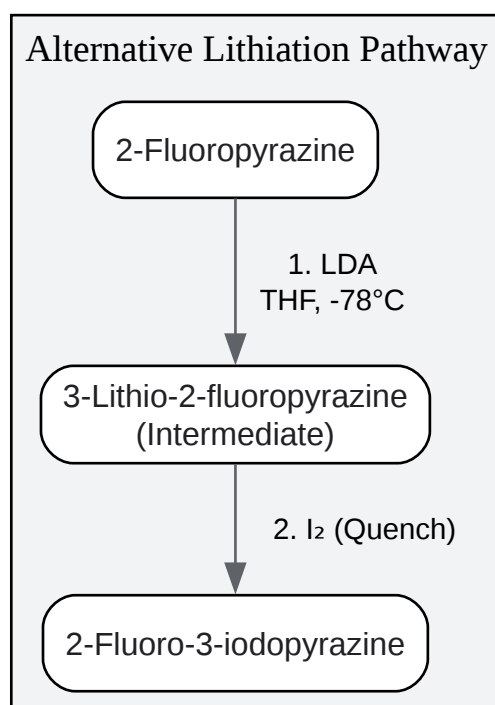 Alternative Lithiation Pathway
2-Fluoropyrazine
1. LDA
THF, -78°C
3-Lithio-2-fluoropyrazine
(Intermediate)
2. I₂ (Quench)
2-Fluoro-3-iodopyrazine